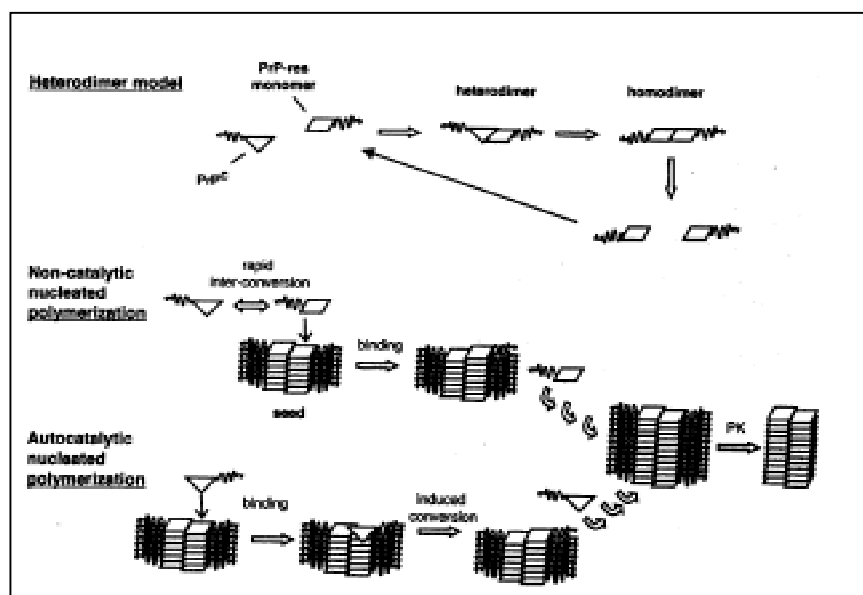 Heterodimer model
PrP-res
monomer
heterodimer
homodimer
PrPC
Non-catalytic
nucleated
polymerization
rapid
inter-conversion
binding
seed
PK
Autocatalytic
nucleated
polymerization
binding
induced
conversion